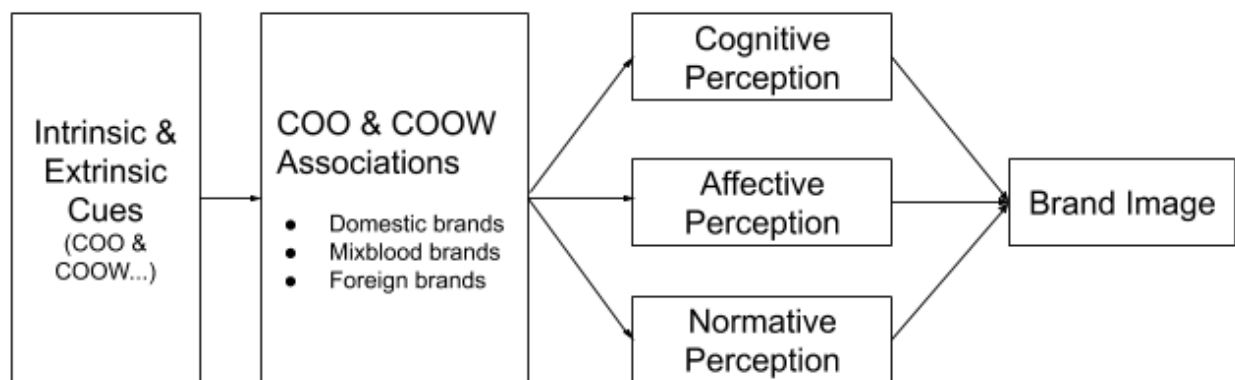 Intrinsic &
Extrinsic
Cues
(COO &
COOW...)
COO & COOW
Associations
● Domestic brands
● Mixblood brands
● Foreign brands
Cognitive
Perception
Affective
Perception
Normative
Perception
Brand Image